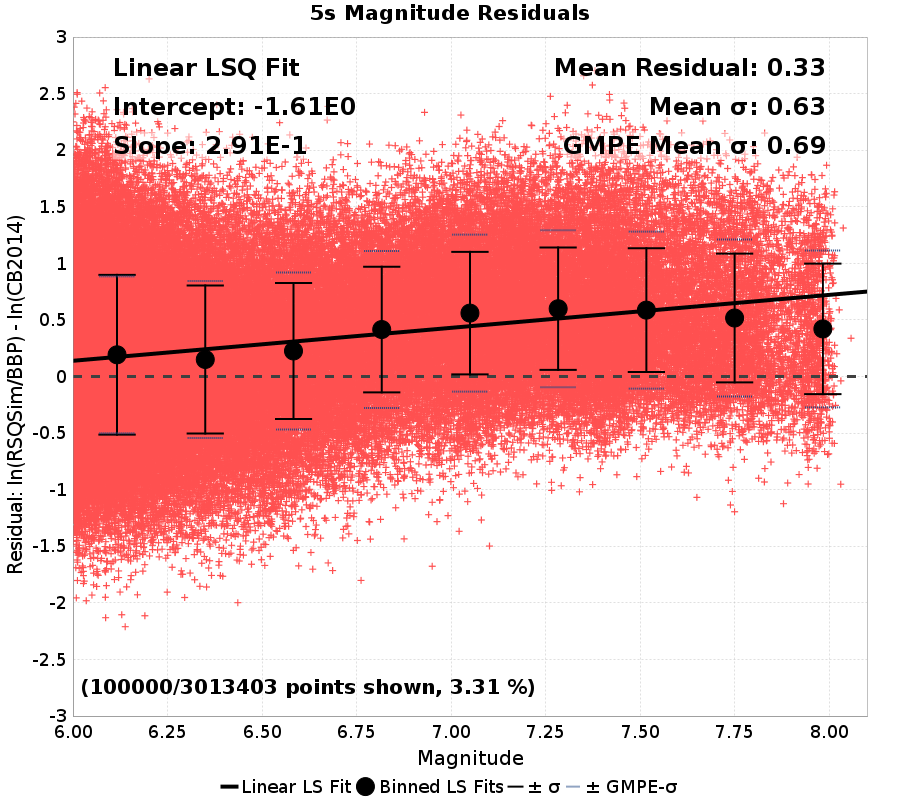 5s Magnitude Residuals
Linear LSQ Fit
Mean Residual: 0.33
Intercept: -1.61E0
Mean σ: 0.63
Slope: 2.91E-1
GMPE Mean σ: 0.69
Residual: ln(RSQSim/BBP) - ln(CB2014)
3
2.5
2
1.5
1
0.5
0
-0.5
-1
-1.5
-2
-2.5
-3
(100000/3013403 points shown, 3.31 %)
6.00 6.25 6.50 6.75 7.00 7.25 7.50 7.75 8.00
Magnitude
Linear LS Fit Binned LS Fits ± σ ± GMPE-σ